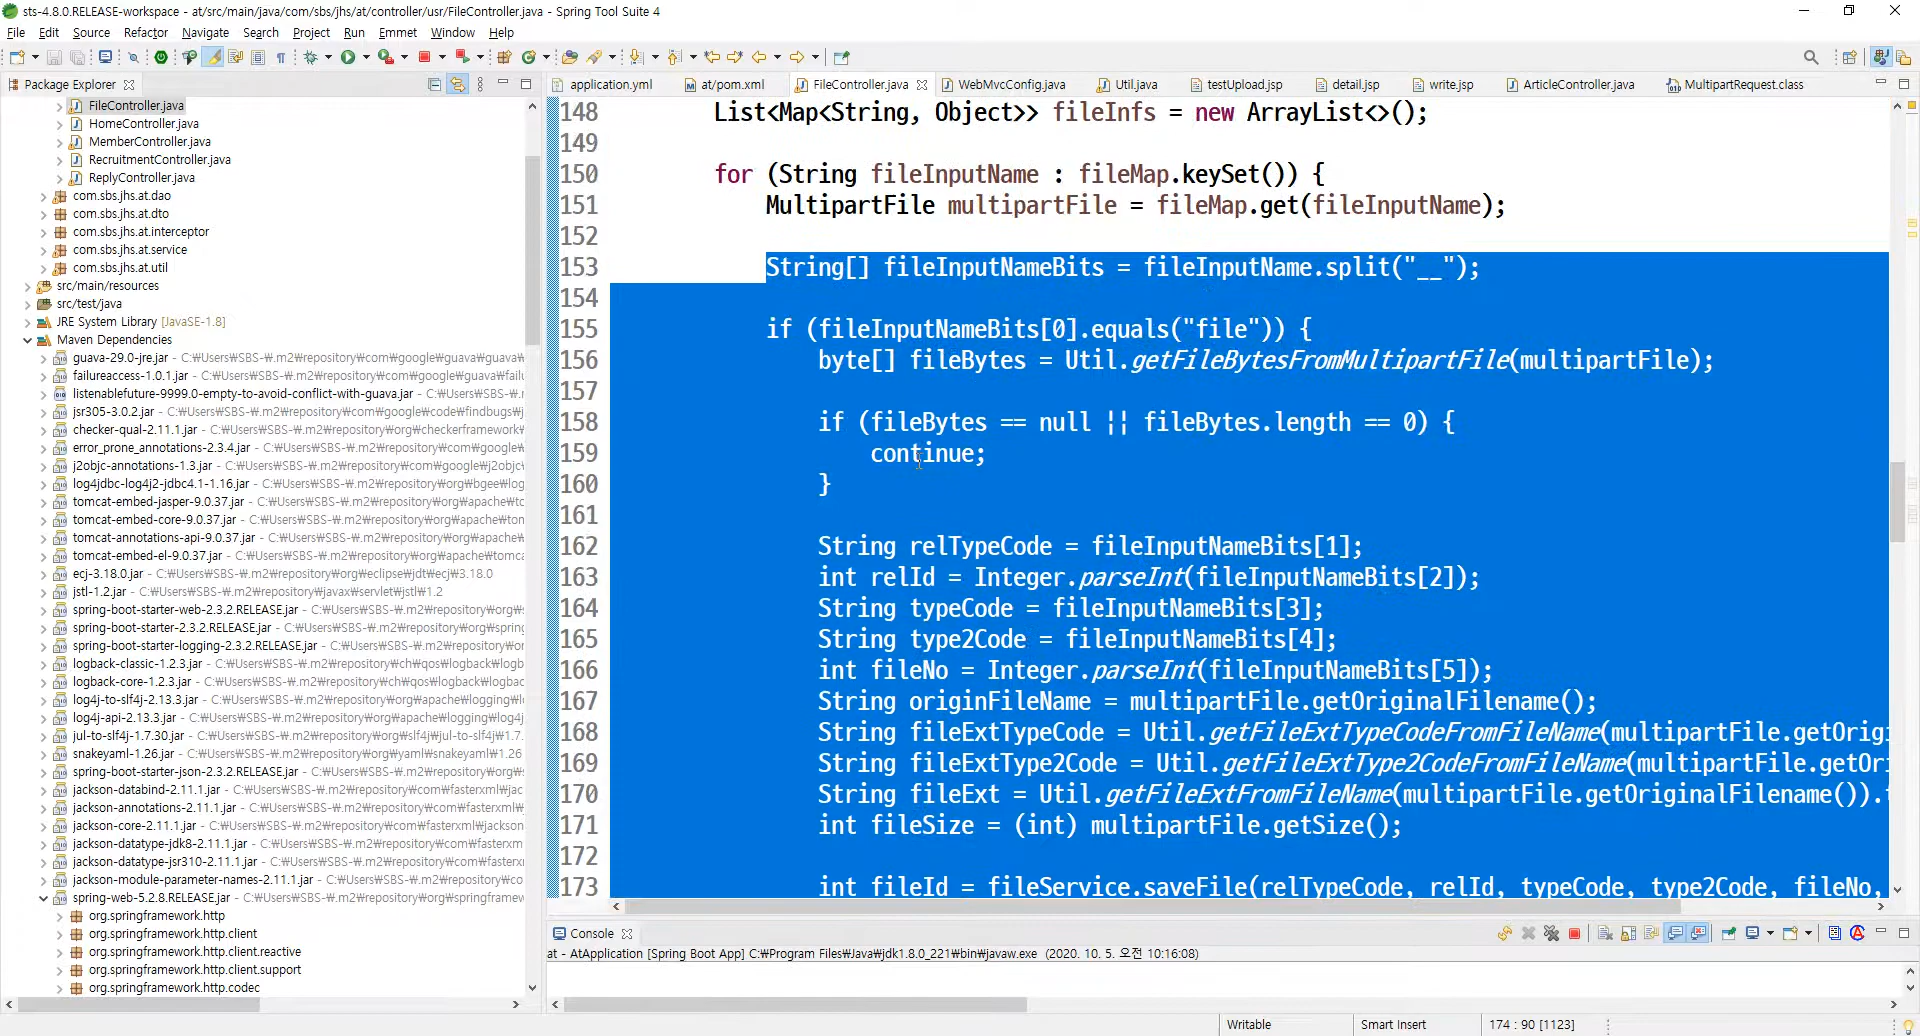 sts-4.8.0.RELEASE-workspace - at/src/main/java/com/sbs/jhs/at/controller/usr/FileController.java - Spring Tool Suite 4
File Edit Source Refactor Navigate Search Project Run Emmet Window Help
Package Explorer
FileController.java
HomeController.java
MemberController.java
RecruitmentController.java
ReplyController.java
com.sbs.jhs.at.dao
com.sbs.jhs.at.dto
com.sbs.jhs.at.interceptor
com.sbs.jhs.at.service
com.sbs.jhs.at.util
src/main/resources
src/test/java
JRE System Library [JavaSE-1.8]
Maven Dependencies
guava-29.0-jre.jar - C:₩Users₩SBS-₩.m2₩repository₩com₩google₩guava₩guava₩
failureaccess-1.0.1.jar - C:₩Users₩SBS-₩.m2₩repository₩com₩google₩guava₩failu
listenablefuture-9999.0-empty-to-avoid-conflict-with-guava.jar - C:₩Users₩SBS-₩.
jsr305-3.0.2.jar - C:₩Users₩SBS-₩.m2₩repository₩com₩google₩code₩findbugs₩j
checker-qual-2.11.1.jar - C:₩Users₩SBS-₩.m2₩repository₩org₩checkerframework₩
error_prone_annotations-2.3.4.jar - C:₩Users₩SBS-₩.m2₩repository₩com₩google₩e
j2objc-annotations-1.3.jar - C:₩Users₩SBS-₩.m2₩repository₩com₩google₩j2objc₩
log4jdbc-log4j2-jdbc4.1-1.16.jar - C:₩Users₩SBS-₩.m2₩repository₩org₩bgee₩log
tomcat-embed-jasper-9.0.37.jar - C:₩Users₩SBS-₩.m2₩repository₩org₩apache₩to
tomcat-embed-core-9.0.37.jar - C:₩Users₩SBS-₩.m2₩repository₩org₩apache₩tom
tomcat-annotations-api-9.0.37.jar - C:₩Users₩SBS-₩.m2₩repository₩org₩apache₩
tomcat-embed-el-9.0.37.jar - C:₩Users₩SBS-₩.m2₩repository₩org₩apache₩tomca
ecj-3.18.0.jar - C:₩Users₩SBS-₩.m2₩repository₩org₩eclipse₩jdt₩ecj₩3.18.0
jstl-1.2.jar - C:₩Users₩SBS-₩.m2₩repository₩javax₩servlet₩jstl₩1.2
spring-boot-starter-web-2.3.2.RELEASE.jar - C:₩Users₩SBS-₩.m2₩repository₩org₩
spring-boot-starter-2.3.2.RELEASE.jar - C:₩Users₩SBS-₩.m2₩repository₩org₩spring
spring-boot-starter-logging-2.3.2.RELEASE.jar - C:₩Users₩SBS-₩.m2₩repository₩
logback-classic-1.2.3.jar - C:₩Users₩SBS-₩.m2₩repository₩ch₩qos₩logback₩logb
logback-core-1.2.3.jar - C:₩Users₩SBS-₩.m2₩repository₩ch₩qos₩logback₩logba
log4j-to-slf4j-2.13.3.jar - C:₩Users₩SBS-₩.m2₩repository₩org₩apache₩logging₩
log4j-api-2.13.3.jar - C:₩Users₩SBS-₩.m2₩repository₩org₩apache₩logging₩log4
jul-to-slf4j-1.7.30.jar - C:₩Users₩SBS-₩.m2₩repository₩org₩slf4j₩jul-to-slf4j₩1.7.
snakeyaml-1.26.jar - C:₩Users₩SBS-₩.m2₩repository₩org₩yaml₩snakeyaml₩1.26
spring-boot-starter-json-2.3.2.RELEASE.jar - C:₩Users₩SBS-₩.m2₩repository₩org₩s
jackson-databind-2.11.1.jar - C:₩Users₩SBS-₩.m2₩repository₩com₩fasterxml₩jac
jackson-annotations-2.11.1.jar - C:₩Users₩SBS-₩.m2₩repository₩com₩fasterxml₩
jackson-core-2.11.1.jar - C:₩Users₩SBS-₩.m2₩repository₩com₩fasterxml₩jackson
jackson-datatype-jdk8-2.11.1.jar - C:₩Users₩SBS-₩.m2₩repository₩com₩fasterxm
jackson-datatype-jsr310-2.11.1.jar - C:₩Users₩SBS-₩.m2₩repository₩com₩fasterx
jackson-module-parameter-names-2.11.1.jar - C:₩Users₩SBS-₩.m2₩repository₩co
spring-web-5.2.8.RELEASE.jar - C:₩Users₩SBS-₩.m2₩repository₩org₩springframew
org.springframework.http
org.springframework.http.client
org.springframework.http.client.reactive
org.springframework.http.client.support
org.springframework.http.codec
application.yml at/pom.xml FileController.java WebMvcConfig.java Util.java testUpload.jsp detail.jsp write.jsp ArticleController.java MultipartRequest.class
148 List<Map<String, Object>> fileInfs = new ArrayList<>();
149
150 for (String fileInputName : fileMap.keySet()) {
151 MultipartFile multipartFile = fileMap.get(fileInputName);
152
153 String[] fileInputNameBits = fileInputName.split("__");
154
155 if (fileInputNameBits[0].equals("file")) {
156 byte[] fileBytes = Util.getFileBytesFromMultipartFile(multipartFile);
157
158 if (fileBytes == null || fileBytes.length == 0) {
159 continue;
160 }
161
162 String relTypeCode = fileInputNameBits[1];
163 int relId = Integer.parseInt(fileInputNameBits[2]);
164 String typeCode = fileInputNameBits[3];
165 String type2Code = fileInputNameBits[4];
166 int fileNo = Integer.parseInt(fileInputNameBits[5]);
167 String originFileName = multipartFile.getOriginalFilename();
168 String fileExtTypeCode = Util.getFileExtTypeCodeFromFileName(multipartFile.getOrigi
169 String fileExtType2Code = Util.getFileExtType2CodeFromFileName(multipartFile.getOri
170 String fileExt = Util.getFileExtFromFileName(multipartFile.getOriginalFilename()).t
171 int fileSize = (int) multipartFile.getSize();
172
173 int fileId = fileService.saveFile(relTypeCode, relId, typeCode, type2Code, fileNo,
Console
at - AtApplication [Spring Boot App] C:₩Program Files₩Java₩jdk1.8.0_221₩bin₩javaw.exe (2020. 10. 5. 오전 10:16:08)
Writable Smart Insert 174 : 90 [1123]